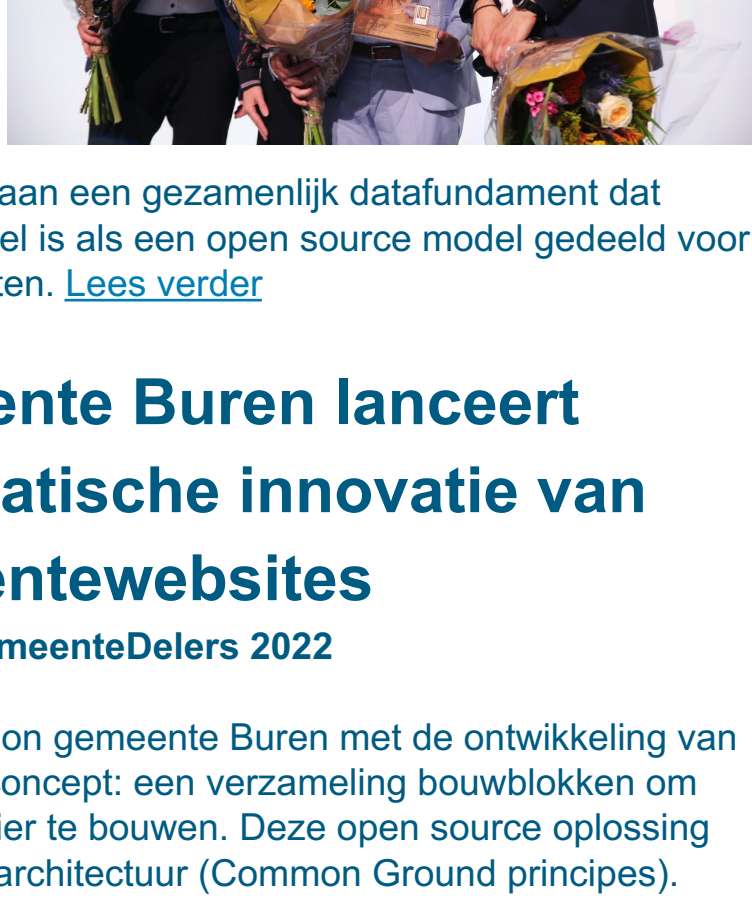 aan een gezamenlijk datafundament dat
el is als een open source model gedeeld voor
ten. Lees verder
ente Buren lanceert
atische innovatie van
entewebsites
meenteDelers 2022
on gemeente Buren met de ontwikkeling van
oncept: een verzameling bouwblokken om
ier te bouwen. Deze open source oplossing
architectuur (Common Ground principes).